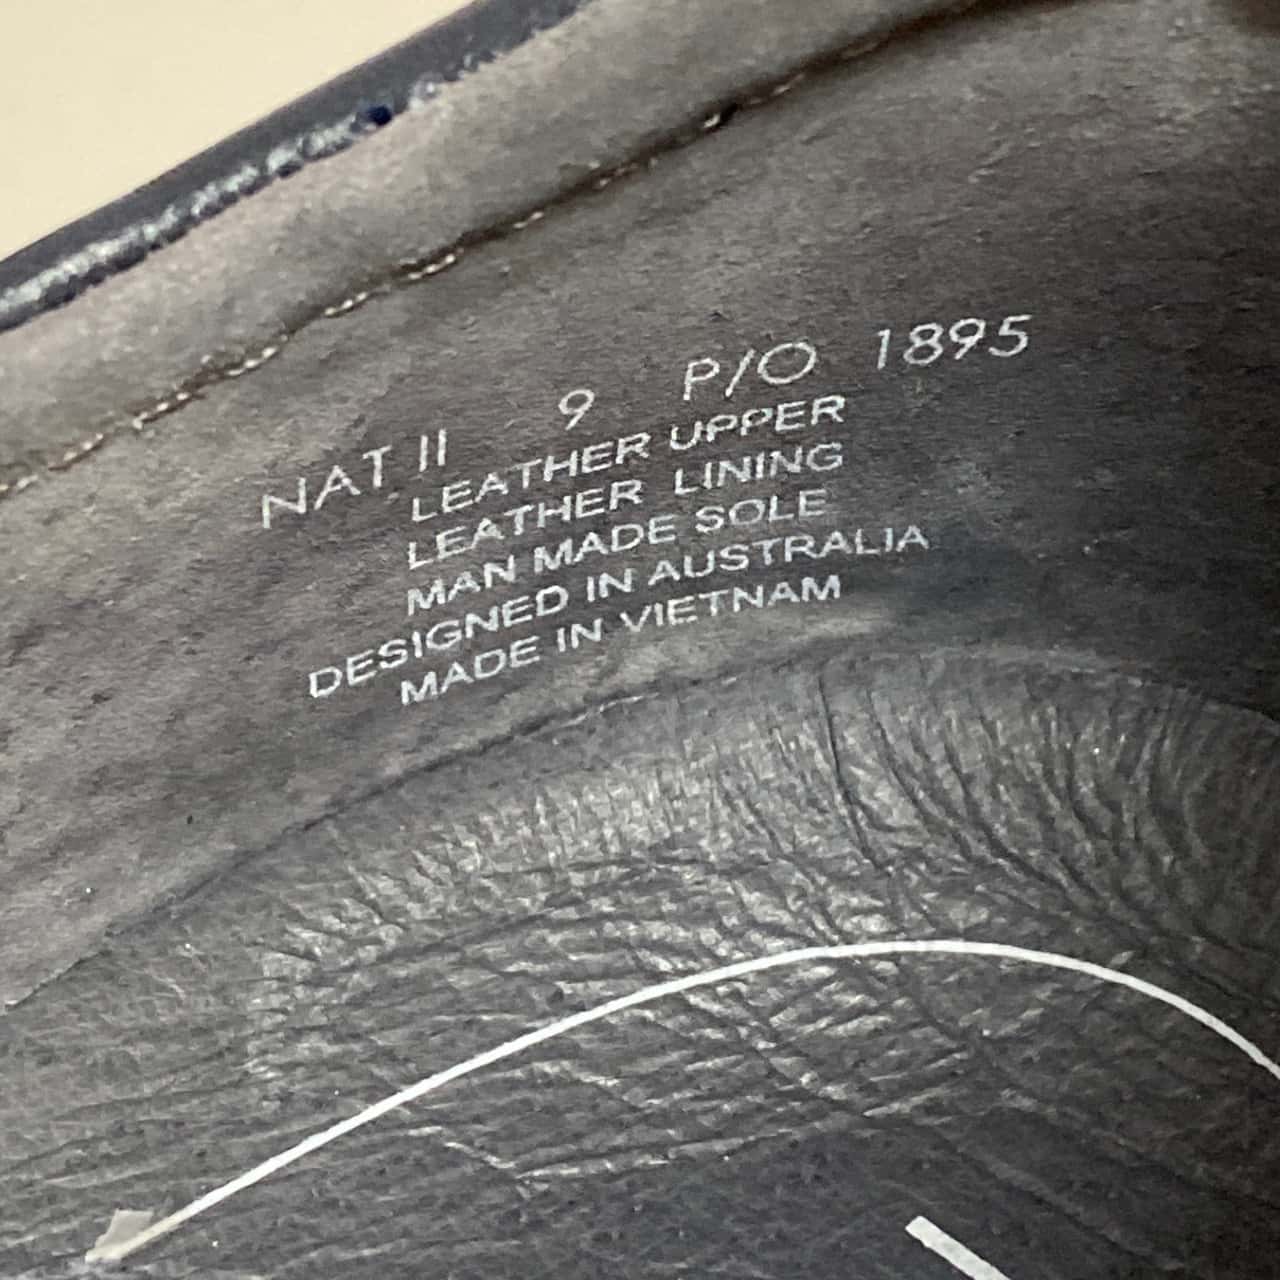 NAT II 9 P/O 1895
LEATHER UPPER
LEATHER LINING
MAN MADE SOLE
DESIGNED IN AUSTRALIA
MADE IN VIETNAM